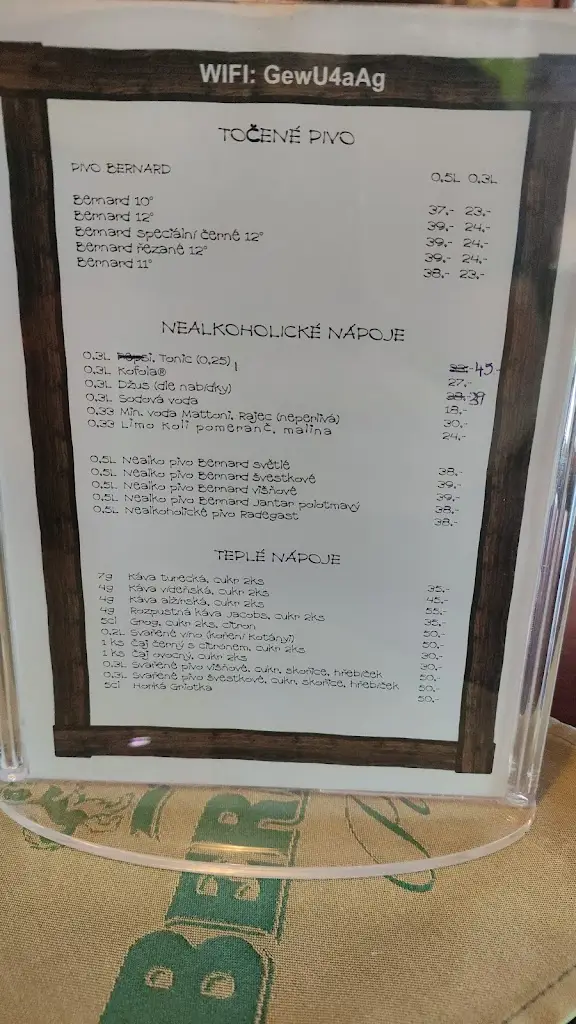 WIFI: GewU4aAg
TOČENÉ PIVO
PIVO BERNARD 0,5L 0,3L
Bernard 10° 37,- 23,-
Bernard 12° 39,- 24,-
Bernard speciální černé 12° 39,- 24,-
Bernard řezané 12° 39,- 24,-
Bernard 11° 38,- 23,-
NEALKOHOLICKÉ NÁPOJE
0,3L Pepsi, Tonic (0,25) 45,-
0,3L Kofola® 27,-
0,3L Džus (dle nabídky)
0,3L Sodová voda 18,-
0,33 Min. voda Mattoni, Rajec (neperlivá) 30,-
0,33 Limo Koli pomeranč, malina 24,-
0,5L Nealko pivo Bernard světlé 38,-
0,5L Nealko pivo Bernard švestkové 39,-
0,5L Nealko pivo Bernard višňové 39,-
0,5L Nealko pivo Bernard Jantar polotmavý 38,-
0,5L Nealkoholické pivo Radegast 38,-
TEPLÉ NÁPOJE
7g Káva turecká, cukr 2ks 35,-
4g Káva vídeňská, cukr 2ks 45,-
4g Káva alžírská, cukr 2ks 55,-
4g Rozpustná káva Jacobs, cukr 2ks 35,-
5cl Grog, cukr 2ks, citron 50,-
0,2L Svařené víno (koření Kotányi) 50,-
1 ks Čaj černý s citronem, cukr 2ks 30,-
1 ks Čaj ovocný, cukr 2ks 30,-
0,3L Svařené pivo višňové, cukr, skořice, hřebíček 50,-
0,3L Svařené pivo švestkové, cukr, skořice, hřebíček 50,-
5cl Horká Griotka 50,-
BER